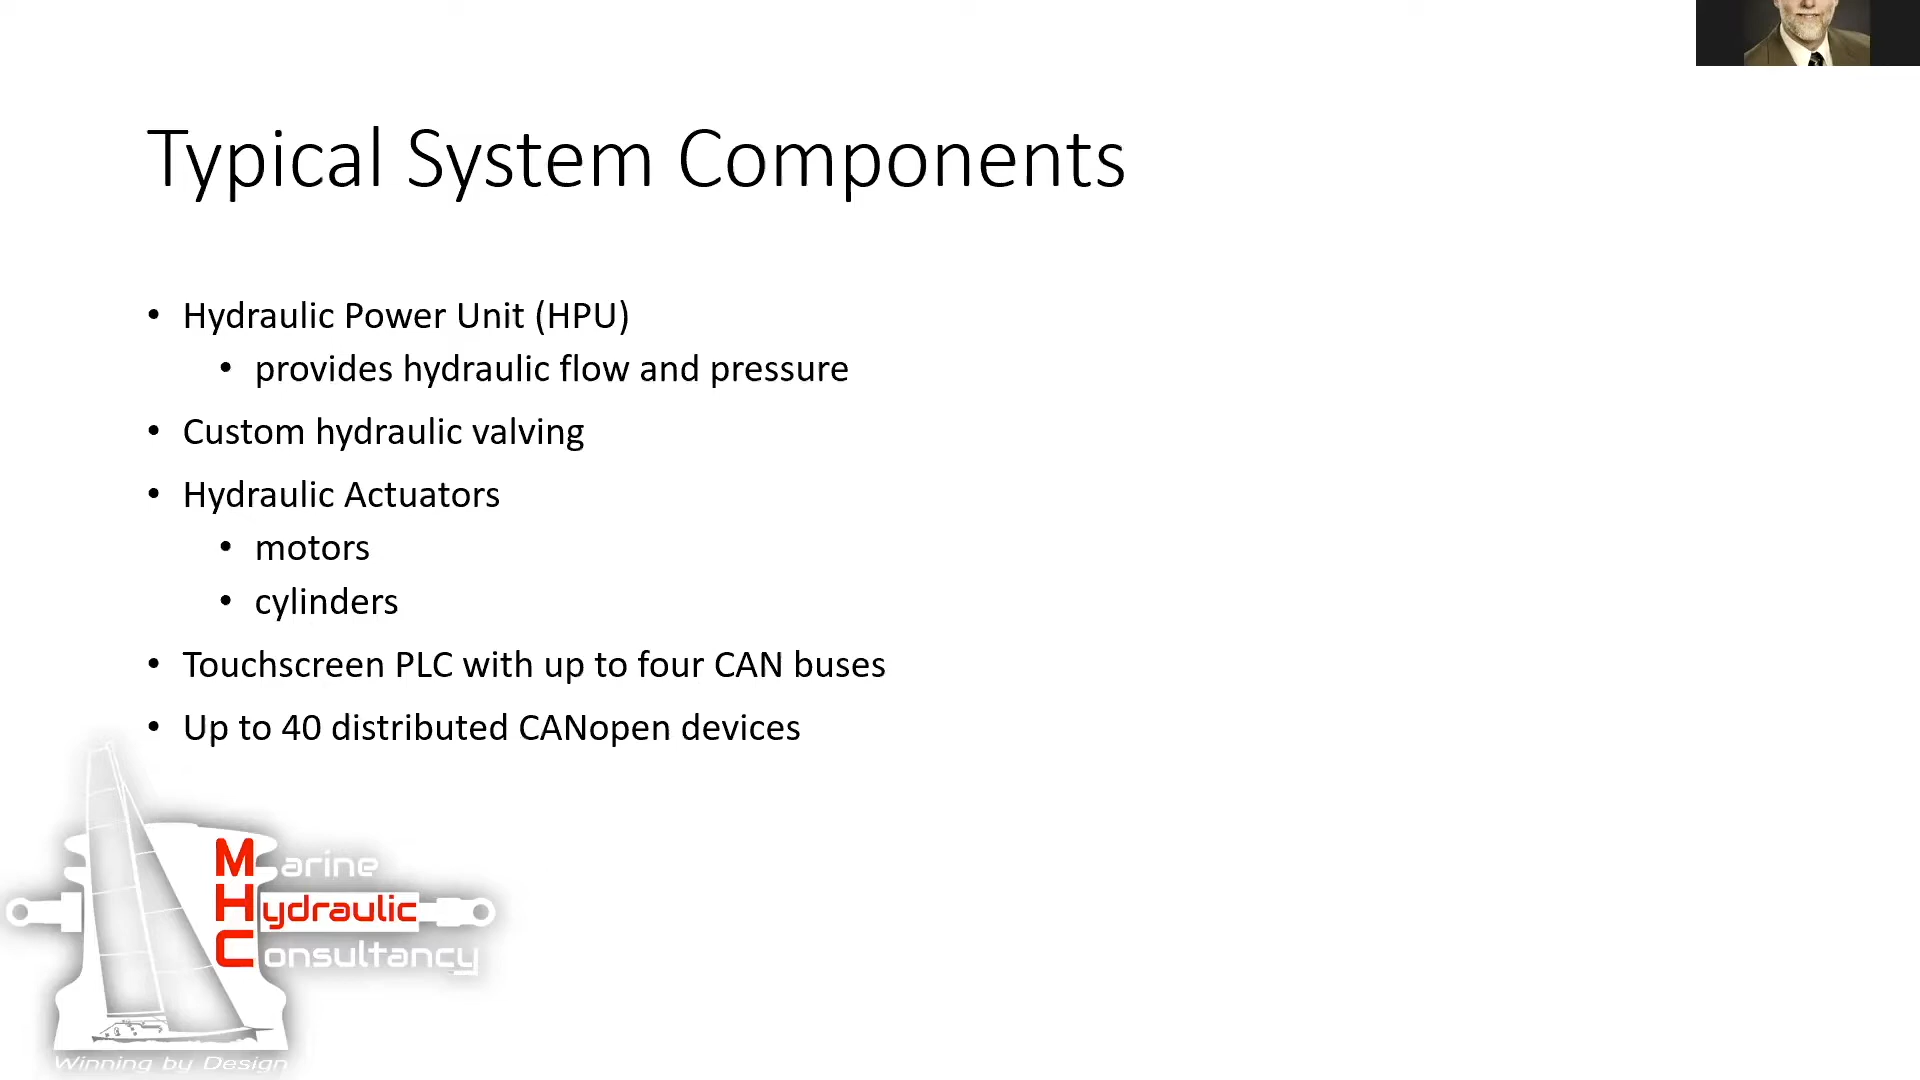 Typical System Components
• Hydraulic Power Unit (HPU)
• provides hydraulic flow and pressure
• Custom hydraulic valving
• Hydraulic Actuators
• motors
• cylinders
• Touchscreen PLC with up to four CAN buses
• Up to 40 distributed CANopen devices
Marine
Hydraulic
Consultancy
Winning by Design